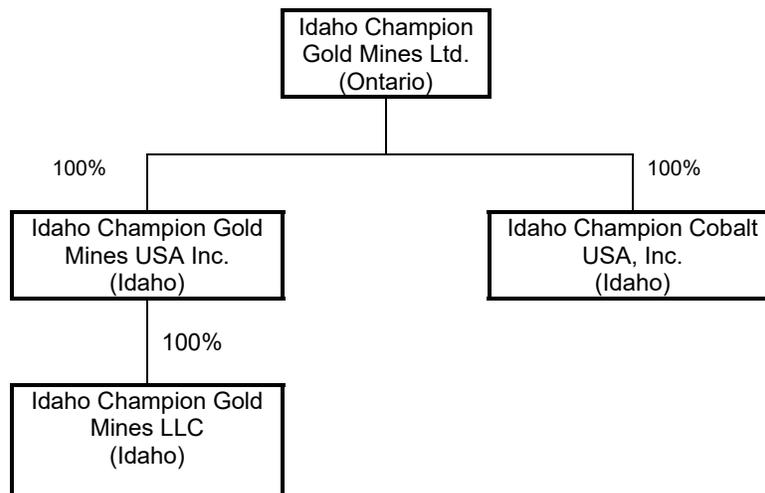 Idaho Champion
Gold Mines Ltd.
(Ontario)
100%
100%
Idaho Champion Gold
Mines USA Inc.
(Idaho)
Idaho Champion Cobalt
USA, Inc.
(Idaho)
100%
Idaho Champion Gold
Mines LLC
(Idaho)